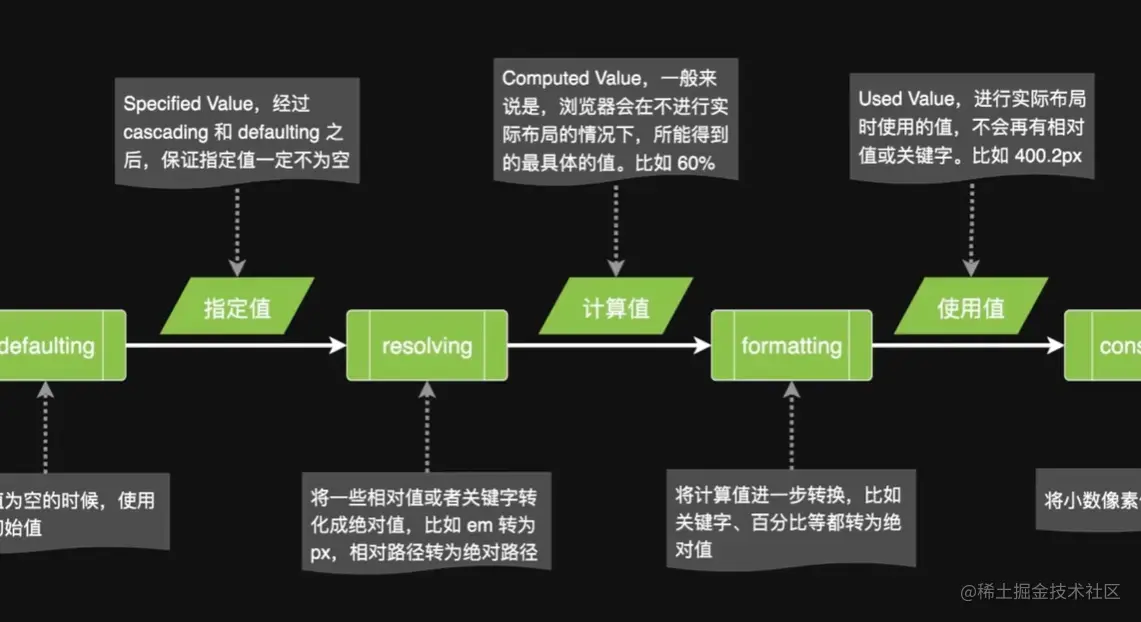 Specified Value，经过
cascading 和 defaulting 之
后，保证指定值一定不为空
Computed Value，一般来
说是，浏览器会在不进行实
际布局的情况下，所能得到
的最具体的值。比如 60%
Used Value，进行实际布局
时使用的值，不会再有相对
值或关键字。比如 400.2px
指定值
计算值
使用值
defaulting
resolving
formatting
cons
值为空的时候，使用
初始值
将一些相对值或者关键字转
化成绝对值，比如 em 转为
px，相对路径转为绝对路径
将计算值进一步转换，比如
关键字、百分比等都转为绝
对值
将小数像素
@稀土掘金技术社区